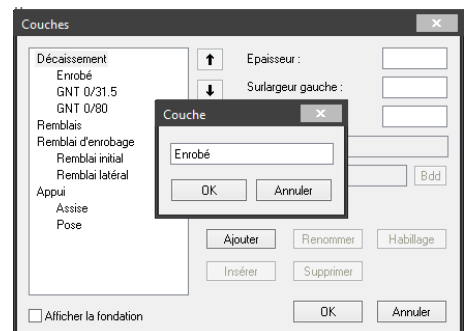 Couches
Décaissement
Enrobé
GNT 0/31.5
GNT 0/80
Remblais
Remblai d'enrobage
Remblai initial
Remblai latéral
Appui
Assise
Pose
Epaisseur :
Surlargeur gauche :
Couche
Enrobé
OK Annuler
Bdd
Ajouter Renommer Habillage
Insérer Supprimer
Afficher la fondation
OK Annuler